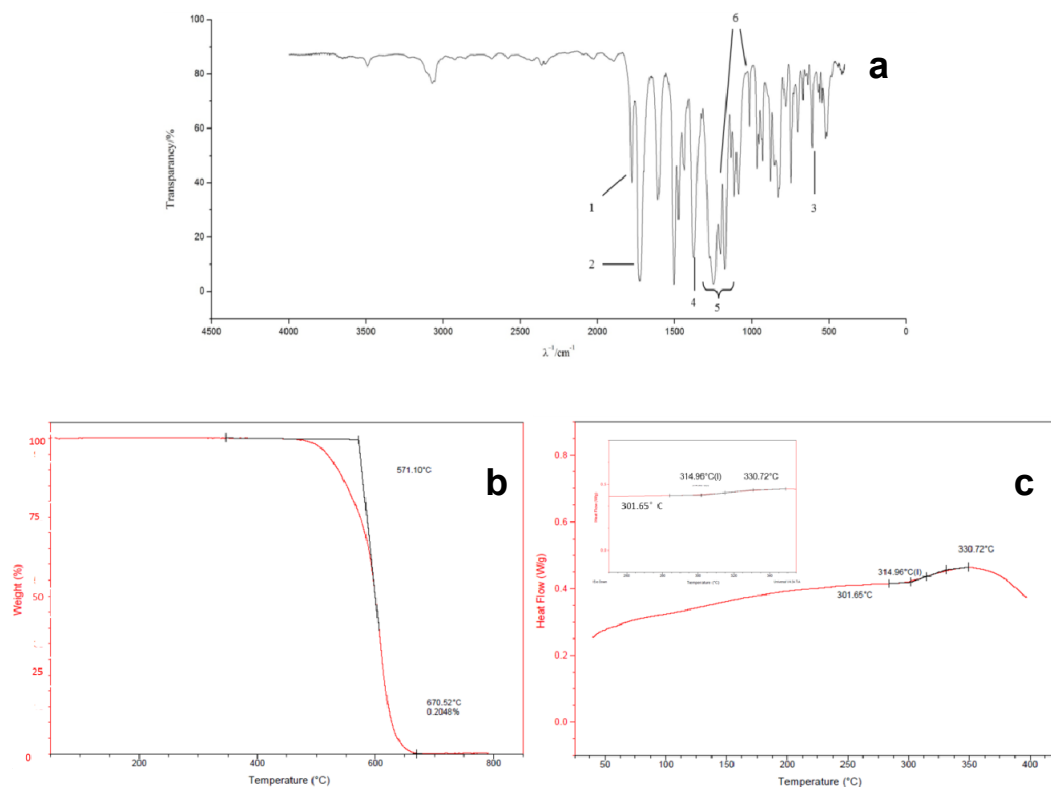 a
100
80
60
40
20
0
Transparancy/%
1
2
3
4
5
6
4500 4000 3500 3000 2500 2000 1500 1000 500 0
λ⁻¹/cm⁻¹
b
100
75
50
25
0
Weight (%)
571.10°C
670.52°C
0.2048%
0 200 400 600 800
Temperature (°C)
c
0.8
0.6
0.4
0.2
0.0
Heat Flow (W/g)
314.96°C(I) 330.72°C
301.65° C
Temperature (°C)
330.72°C
314.96°C(I)
301.65°C
50 100 150 200 250 300 350 400
Temperature (°C)